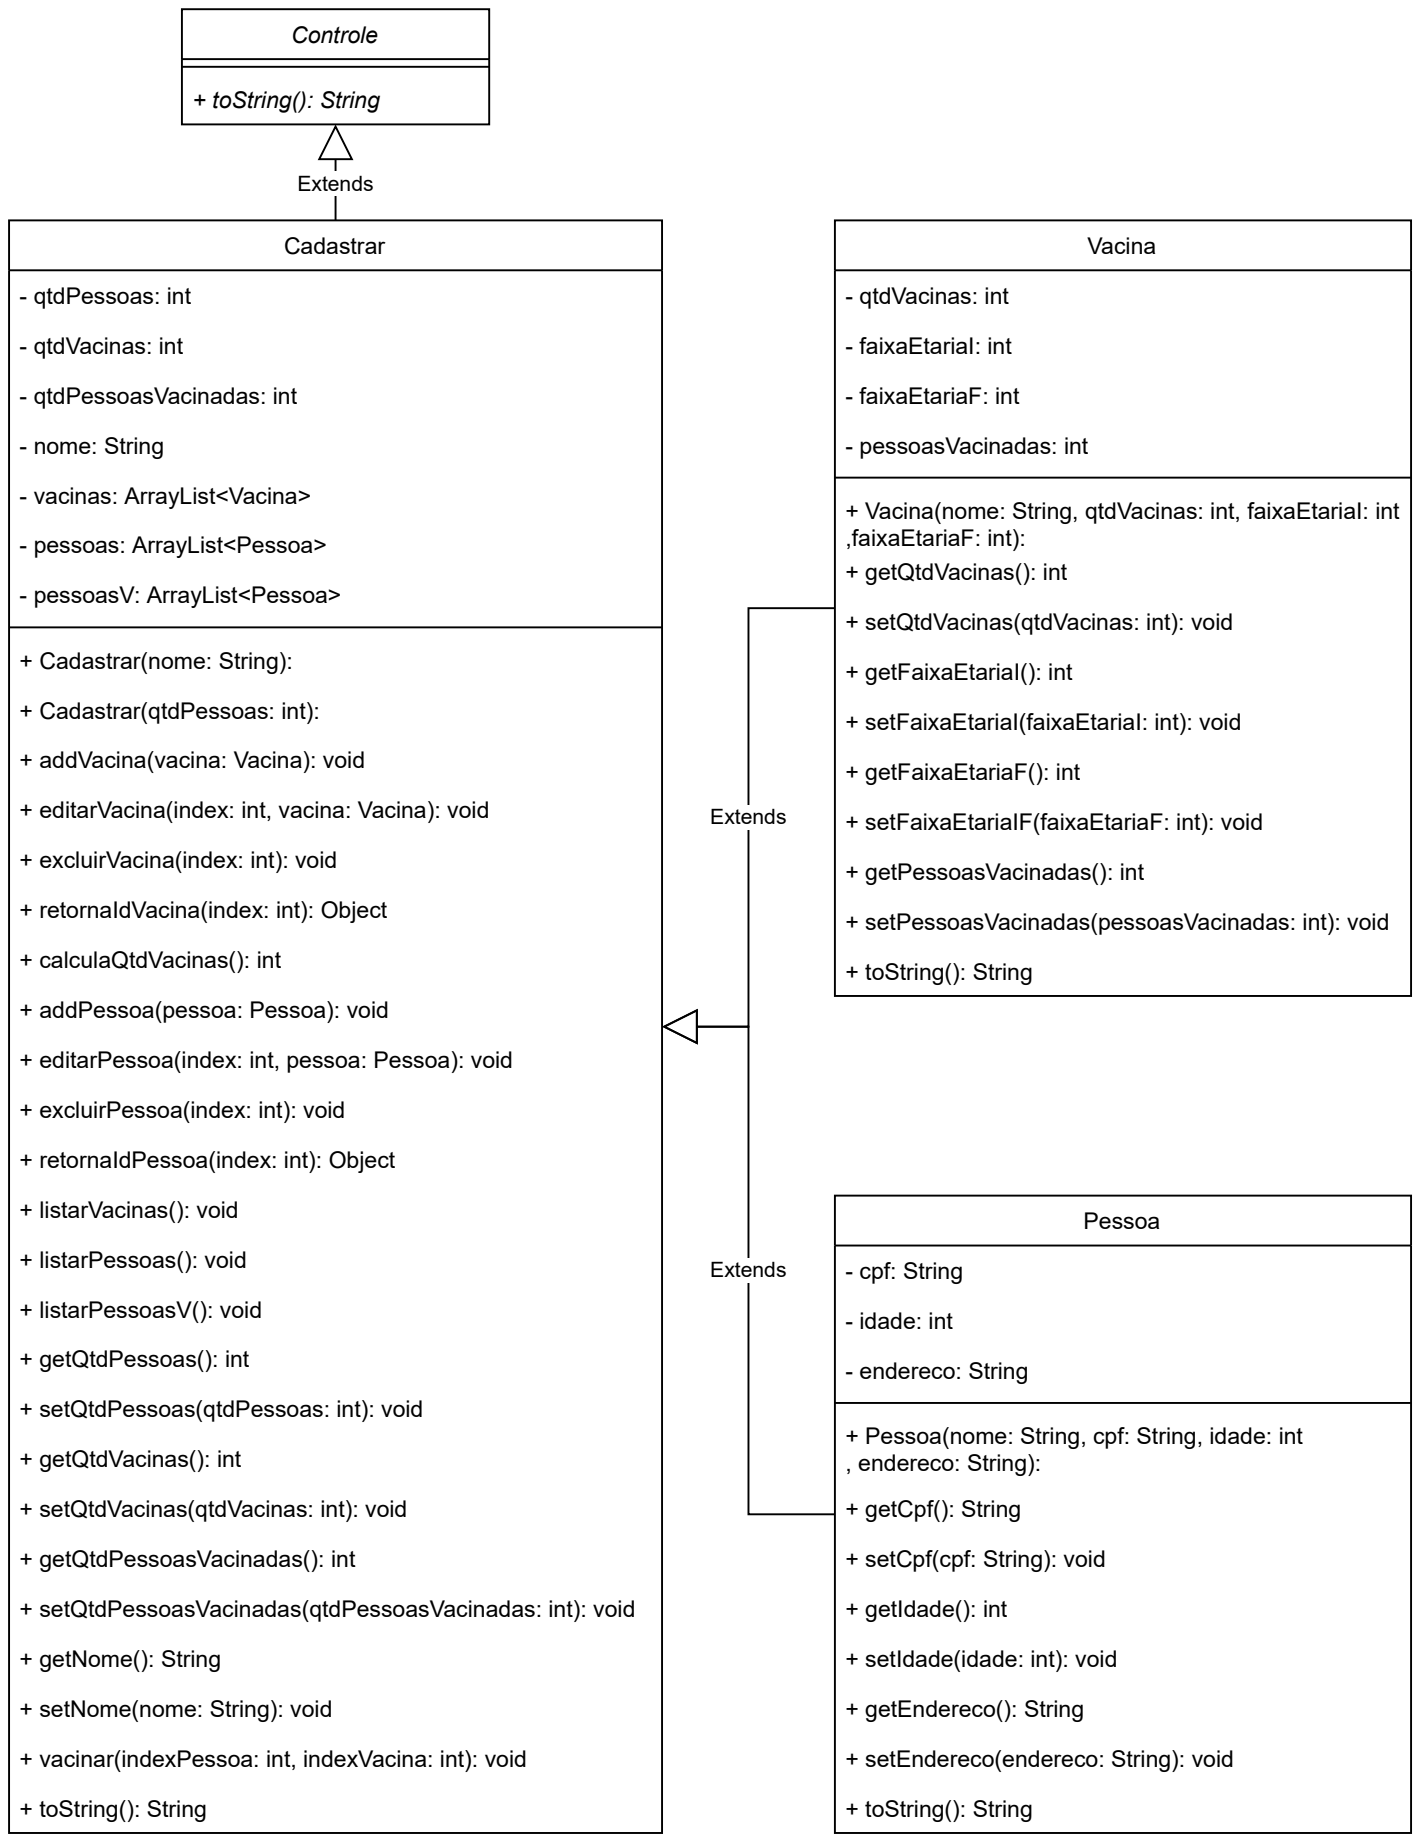 Controle
+ toString(): String
Extends
Cadastrar
- qtdPessoas: int
- qtdVacinas: int
- qtdPessoasVacinadas: int
- nome: String
- vacinas: ArrayList<Vacina>
- pessoas: ArrayList<Pessoa>
- pessoasV: ArrayList<Pessoa>
+ Cadastrar(nome: String):
+ Cadastrar(qtdPessoas: int):
+ addVacina(vacina: Vacina): void
+ editarVacina(index: int, vacina: Vacina): void
+ excluirVacina(index: int): void
+ retornaIdVacina(index: int): Object
+ calculaQtdVacinas(): int
+ addPessoa(pessoa: Pessoa): void
+ editarPessoa(index: int, pessoa: Pessoa): void
+ excluirPessoa(index: int): void
+ retornaIdPessoa(index: int): Object
+ listarVacinas(): void
+ listarPessoas(): void
+ listarPessoasV(): void
+ getQtdPessoas(): int
+ setQtdPessoas(qtdPessoas: int): void
+ getQtdVacinas(): int
+ setQtdVacinas(qtdVacinas: int): void
+ getQtdPessoasVacinadas(): int
+ setQtdPessoasVacinadas(qtdPessoasVacinadas: int): void
+ getNome(): String
+ setNome(nome: String): void
+ vacinar(indexPessoa: int, indexVacina: int): void
+ toString(): String
Extends
Extends
Vacina
- qtdVacinas: int
- faixaEtariaI: int
- faixaEtariaF: int
- pessoasVacinadas: int
+ Vacina(nome: String, qtdVacinas: int, faixaEtariaI: int
,faixaEtariaF: int):
+ getQtdVacinas(): int
+ setQtdVacinas(qtdVacinas: int): void
+ getFaixaEtariaI(): int
+ setFaixaEtariaI(faixaEtariaI: int): void
+ getFaixaEtariaF(): int
+ setFaixaEtariaIF(faixaEtariaF: int): void
+ getPessoasVacinadas(): int
+ setPessoasVacinadas(pessoasVacinadas: int): void
+ toString(): String
Pessoa
- cpf: String
- idade: int
- endereco: String
+ Pessoa(nome: String, cpf: String, idade: int
, endereco: String):
+ getCpf(): String
+ setCpf(cpf: String): void
+ getIdade(): int
+ setIdade(idade: int): void
+ getEndereco(): String
+ setEndereco(endereco: String): void
+ toString(): String